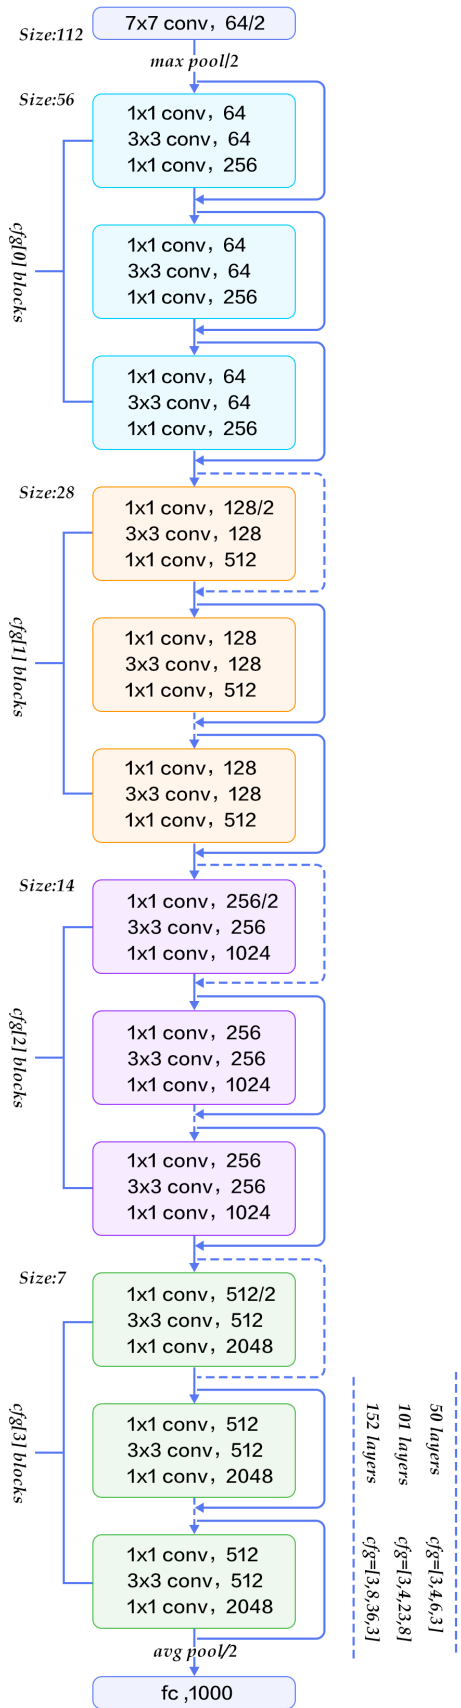 7x7 conv, 64/2
Size:112
max pool/2
Size:56
1x1 conv, 64
3x3 conv, 64
1x1 conv, 256
cfg[0] blocks
1x1 conv, 64
3x3 conv, 64
1x1 conv, 256
1x1 conv, 64
3x3 conv, 64
1x1 conv, 256
Size:28
1x1 conv, 128/2
3x3 conv, 128
1x1 conv, 512
cfg[1] blocks
1x1 conv, 128
3x3 conv, 128
1x1 conv, 512
1x1 conv, 128
3x3 conv, 128
1x1 conv, 512
Size:14
1x1 conv, 256/2
3x3 conv, 256
1x1 conv, 1024
cfg[2] blocks
1x1 conv, 256
3x3 conv, 256
1x1 conv, 1024
1x1 conv, 256
3x3 conv, 256
1x1 conv, 1024
Size:7
1x1 conv, 512/2
3x3 conv, 512
1x1 conv, 2048
cfg[3] blocks
1x1 conv, 512
3x3 conv, 512
1x1 conv, 2048
1x1 conv, 512
3x3 conv, 512
1x1 conv, 2048
50 layers cfg=[3,4,6,3]
101 layers cfg=[3,4,23,8]
152 layers cfg=[3,8,36,3]
avg pool/2
fc ,1000